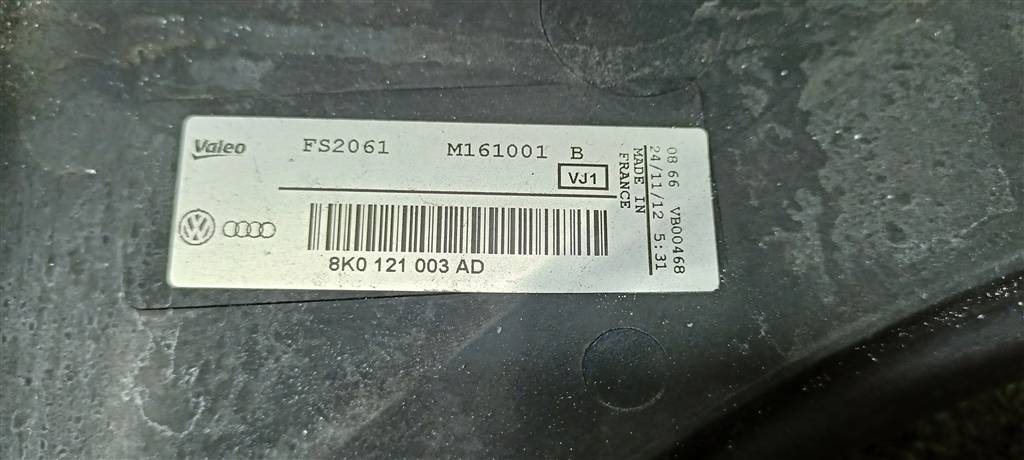 Valeo FS2061 M161001 B
VJ1
8K0 121 003 AD
MADE IN
FRANCE
08 66 VB00468
24/11/12 5:31